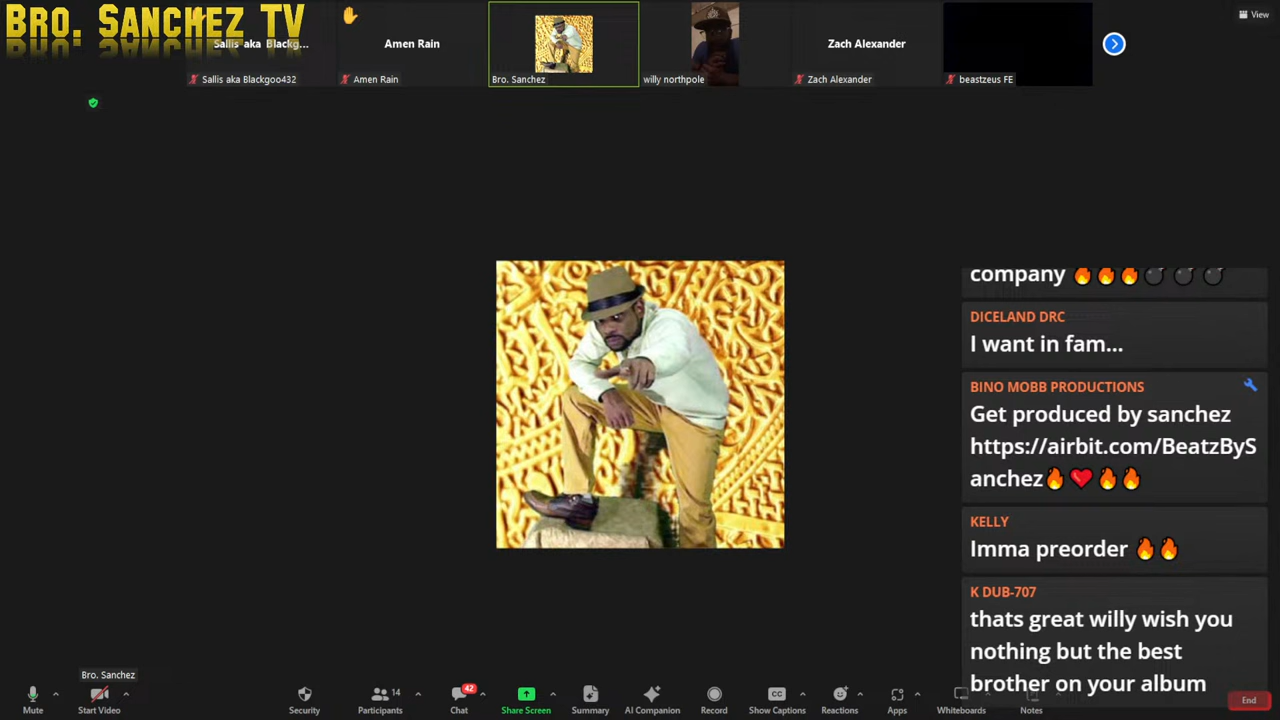 Bro. Sanchez TV
Sallis aka Blackg...
Sallis aka Blackgoo432
Amen Rain
Amen Rain
Bro. Sanchez
willy northpole
Zach Alexander
Zach Alexander
beastzeus FE
View
company 🔥🔥🔥💣💣💣
DICELAND DRC
I want in fam...
BINO MOBB PRODUCTIONS
Get produced by sanchez
https://airbit.com/BeatzByS
anchez🔥❤️🔥🔥
KELLY
Imma preorder 🔥🔥
K DUB-707
thats great willy wish you
nothing but the best
brother on your album
Bro. Sanchez
Mute
Start Video
Security
14
Participants
42
Chat
Share Screen
Summary
AI Companion
Record
CC
Show Captions
Reactions
Apps
Whiteboards
Notes
End